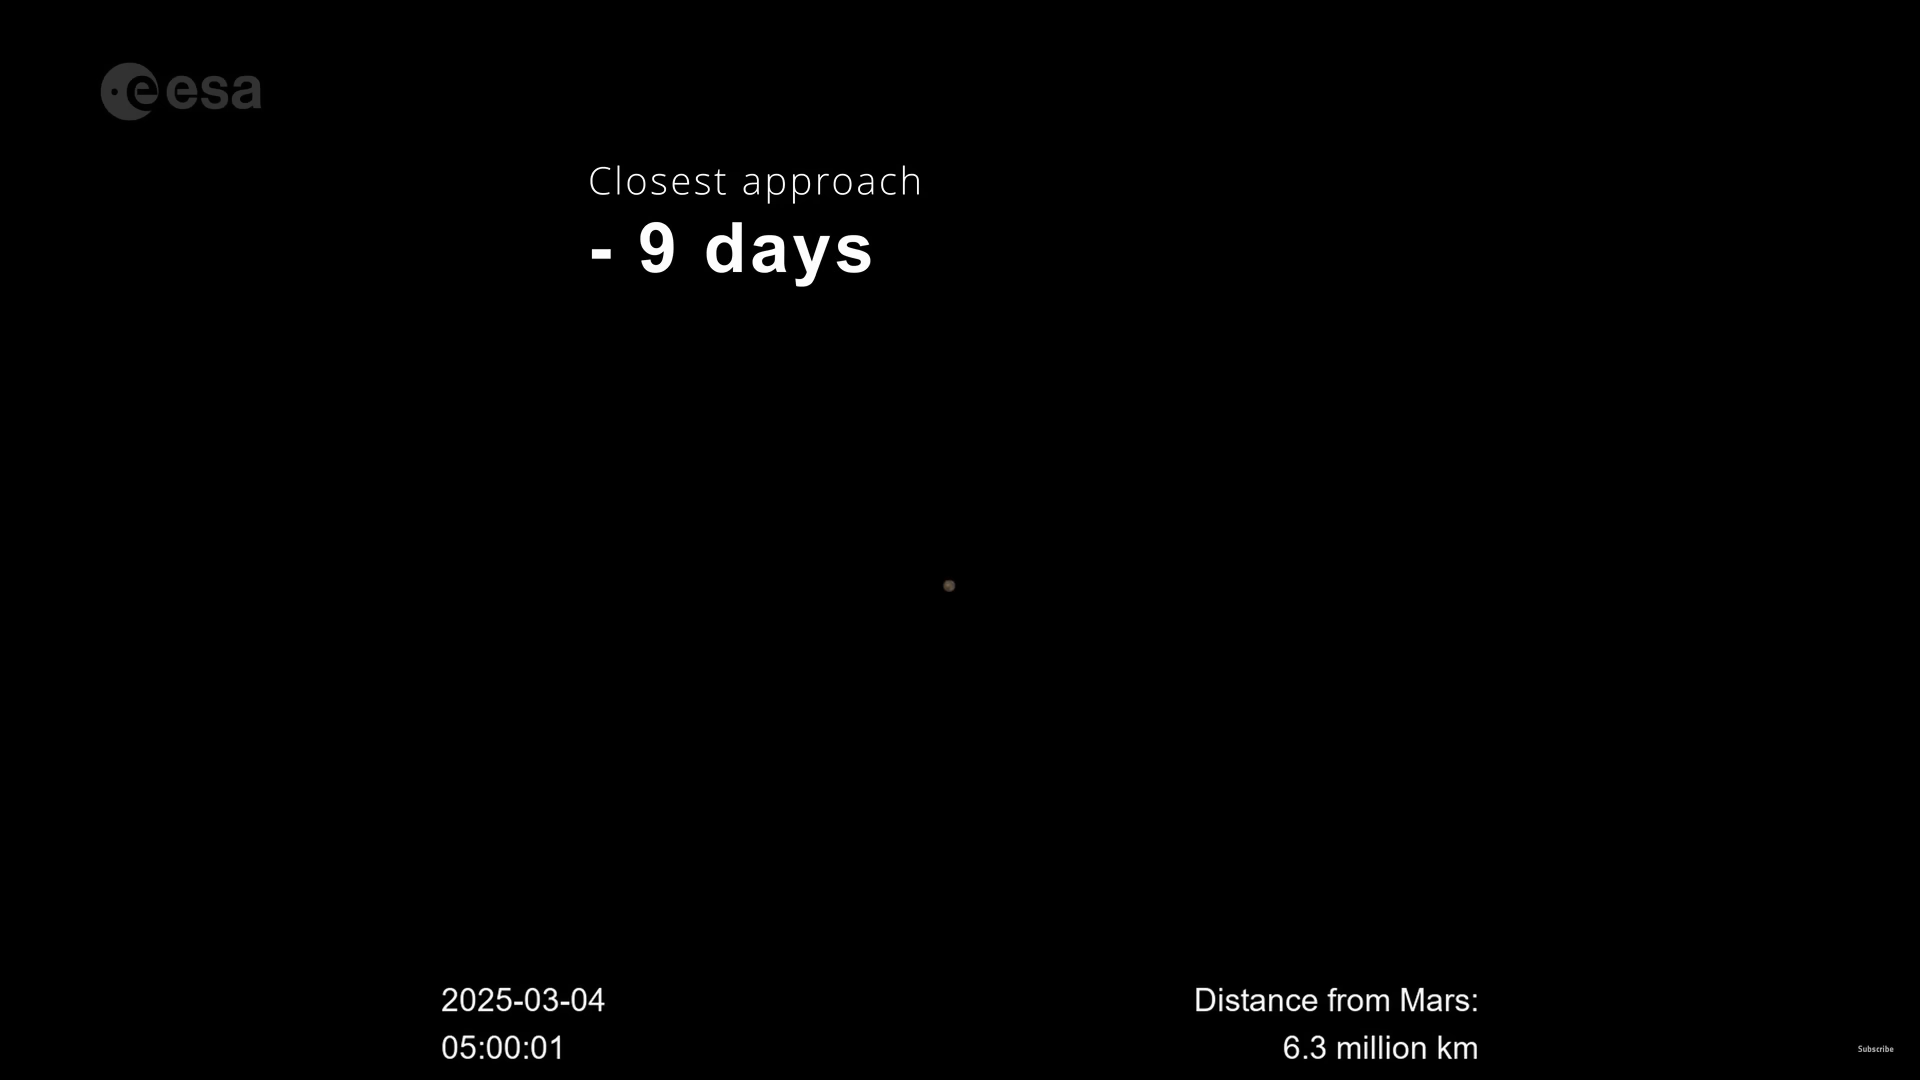 esa
Closest approach
- 9 days
2025-03-04
05:00:01
Distance from Mars:
6.3 million km
Subscribe